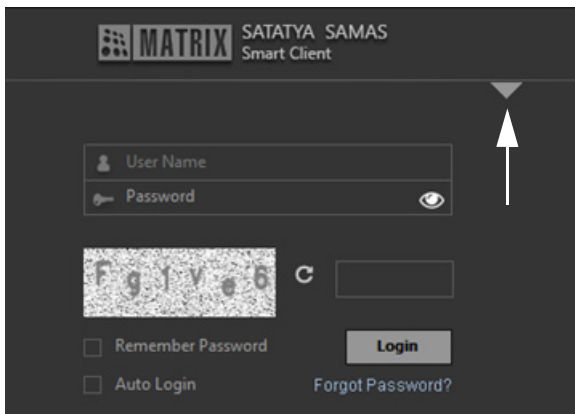 MATRIX SATATYA SAMAS
Smart Client
User Name
Password
Fg1ve6
Remember Password
Login
Auto Login
Forgot Password?